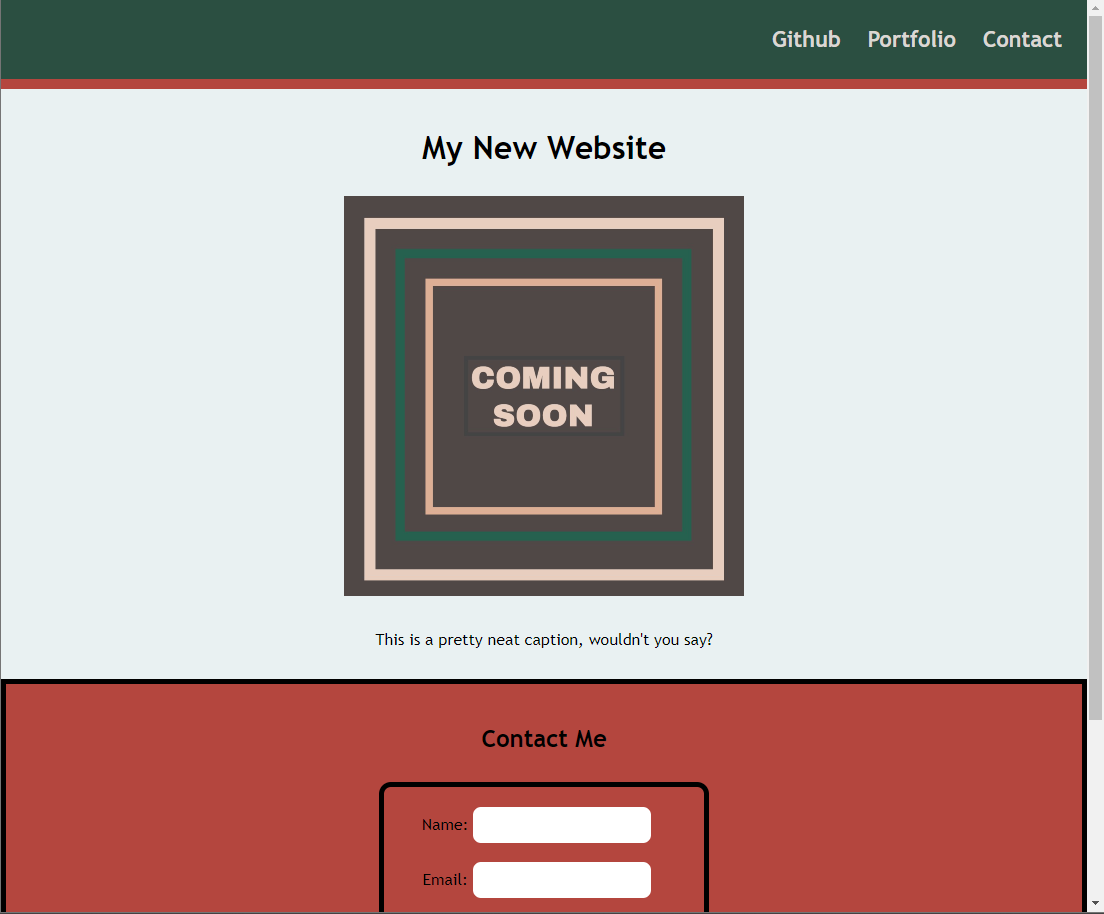 Github Portfolio Contact
My New Website
COMING
SOON
This is a pretty neat caption, wouldn't you say?
Contact Me
Name:
Email: